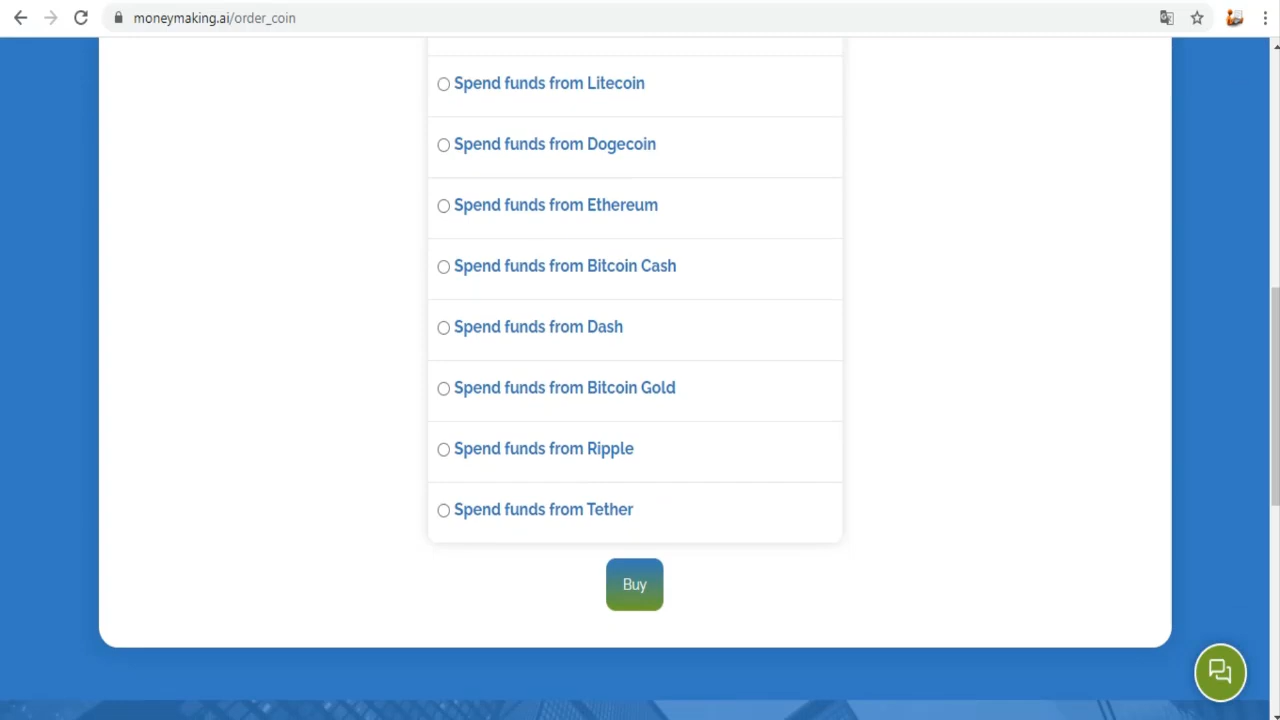 moneymaking.ai/order_coin
Spend funds from Litecoin
Spend funds from Dogecoin
Spend funds from Ethereum
Spend funds from Bitcoin Cash
Spend funds from Dash
Spend funds from Bitcoin Gold
Spend funds from Ripple
Spend funds from Tether
Buy